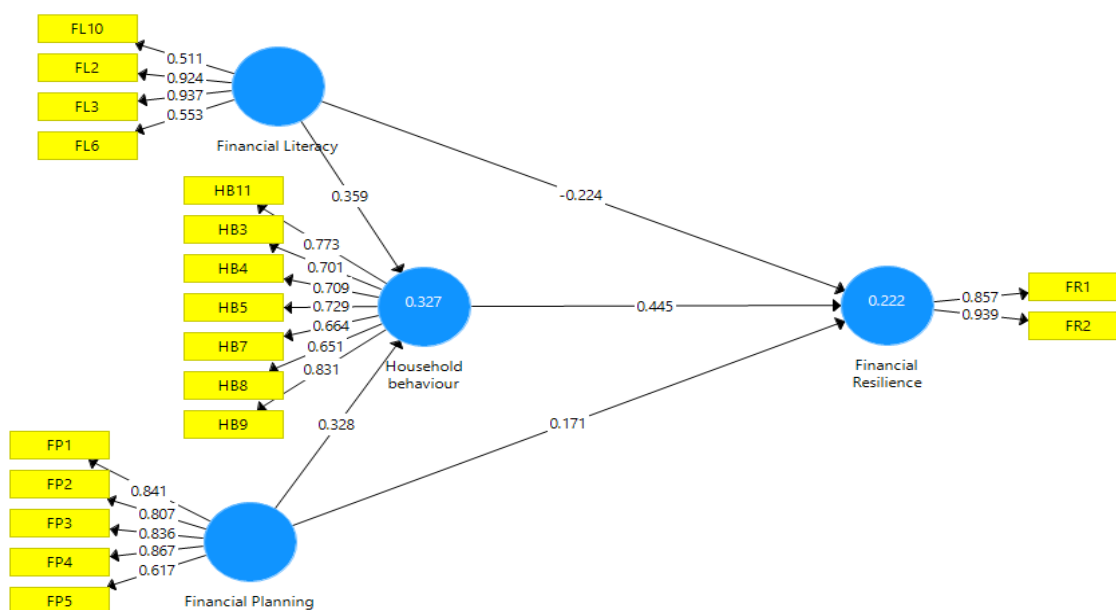 FL10
0.511
FL2
0.924
FL3
0.937
FL6
0.553
Financial Literacy
0.359
-0.224
HB11
0.773
HB3
0.701
HB4
0.709
HB5
0.729
HB7
0.664
HB8
0.651
HB9
0.831
0.327
Household
behaviour
0.445
0.222
Financial
Resilience
0.857
FR1
0.939
FR2
0.328
0.171
FP1
0.841
FP2
0.807
FP3
0.836
FP4
0.867
FP5
0.617
Financial Planning